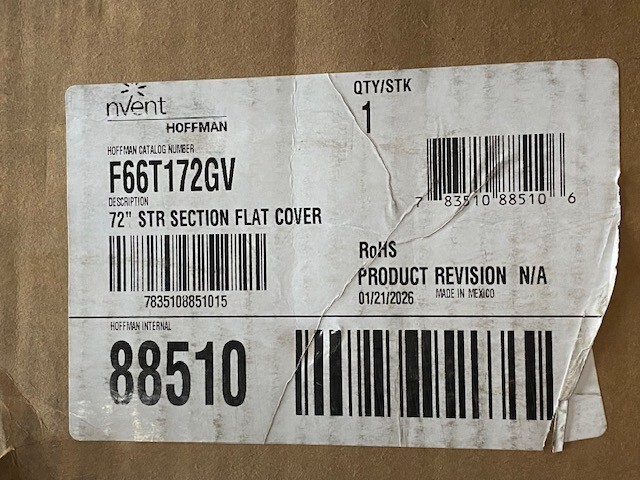 nVent
HOFFMAN
QTY/STK
1
HOFFMAN CATALOG NUMBER
F66T172GV
DESCRIPTION
72" STR SECTION FLAT COVER
7 83510 88510 6
7835108851015
RoHS
PRODUCT REVISION N/A
01/21/2026 MADE IN MEXICO
HOFFMAN INTERNAL
88510